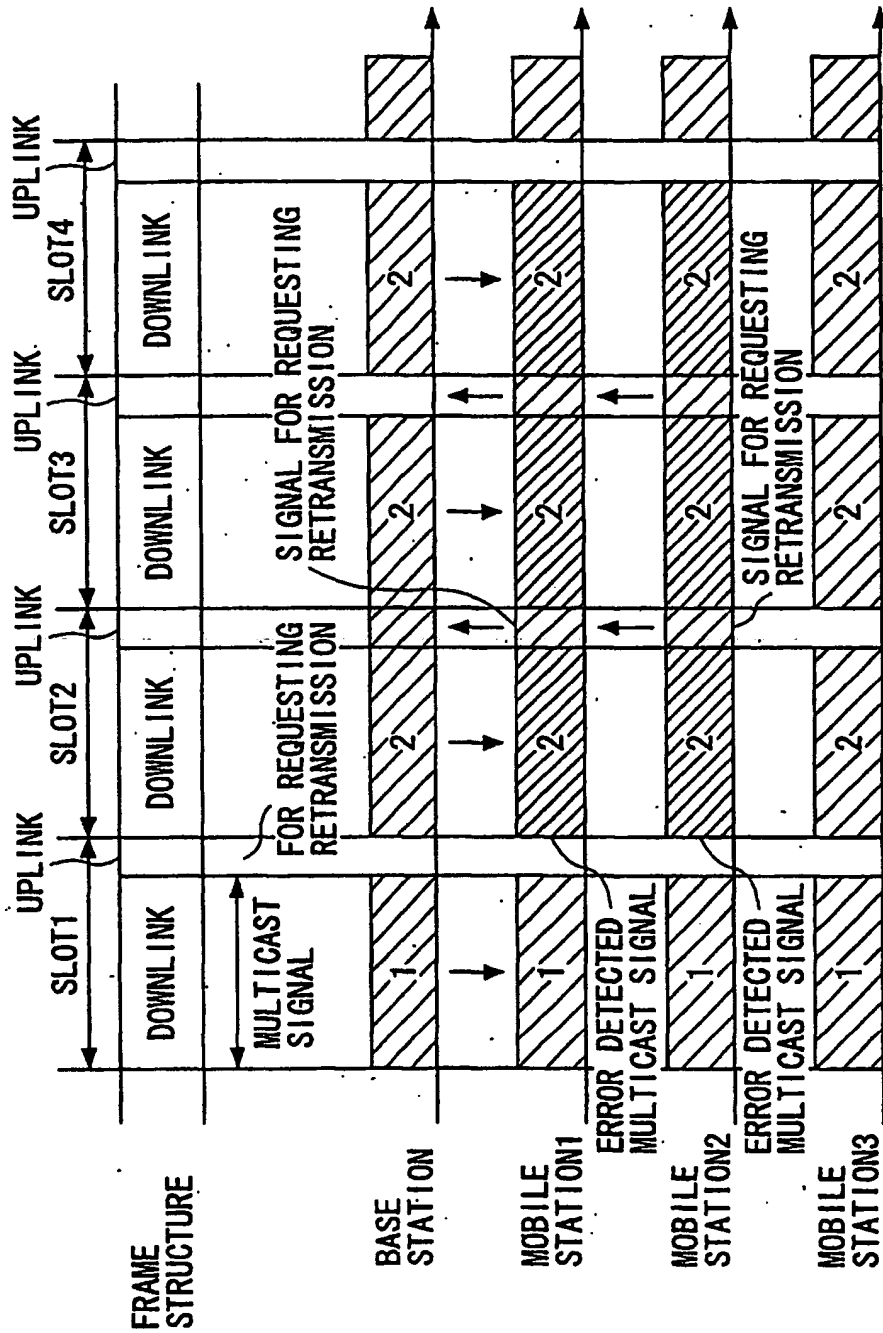 UPLINK
UPLINK
UPLINK
UPLINK
SLOT1
SLOT2
SLOT3
SLOT4
FRAME
STRUCTURE
DOWNLINK
DOWNLINK
DOWNLINK
DOWNLINK
MULTICAST
SIGNAL
FOR REQUESTING
RETRANSMISSION
SIGNAL FOR REQUESTING
RETRANSMISSION
BASE
STATION
1
2
2
2
MOBILE
STATION1
1
2
2
2
ERROR DETECTED
MULTICAST SIGNAL
MOBILE
STATION2
1
2
2
2
ERROR DETECTED
MULTICAST SIGNAL
SIGNAL FOR REQUESTING
RETRANSMISSION
MOBILE
STATION3
1
2
2
2